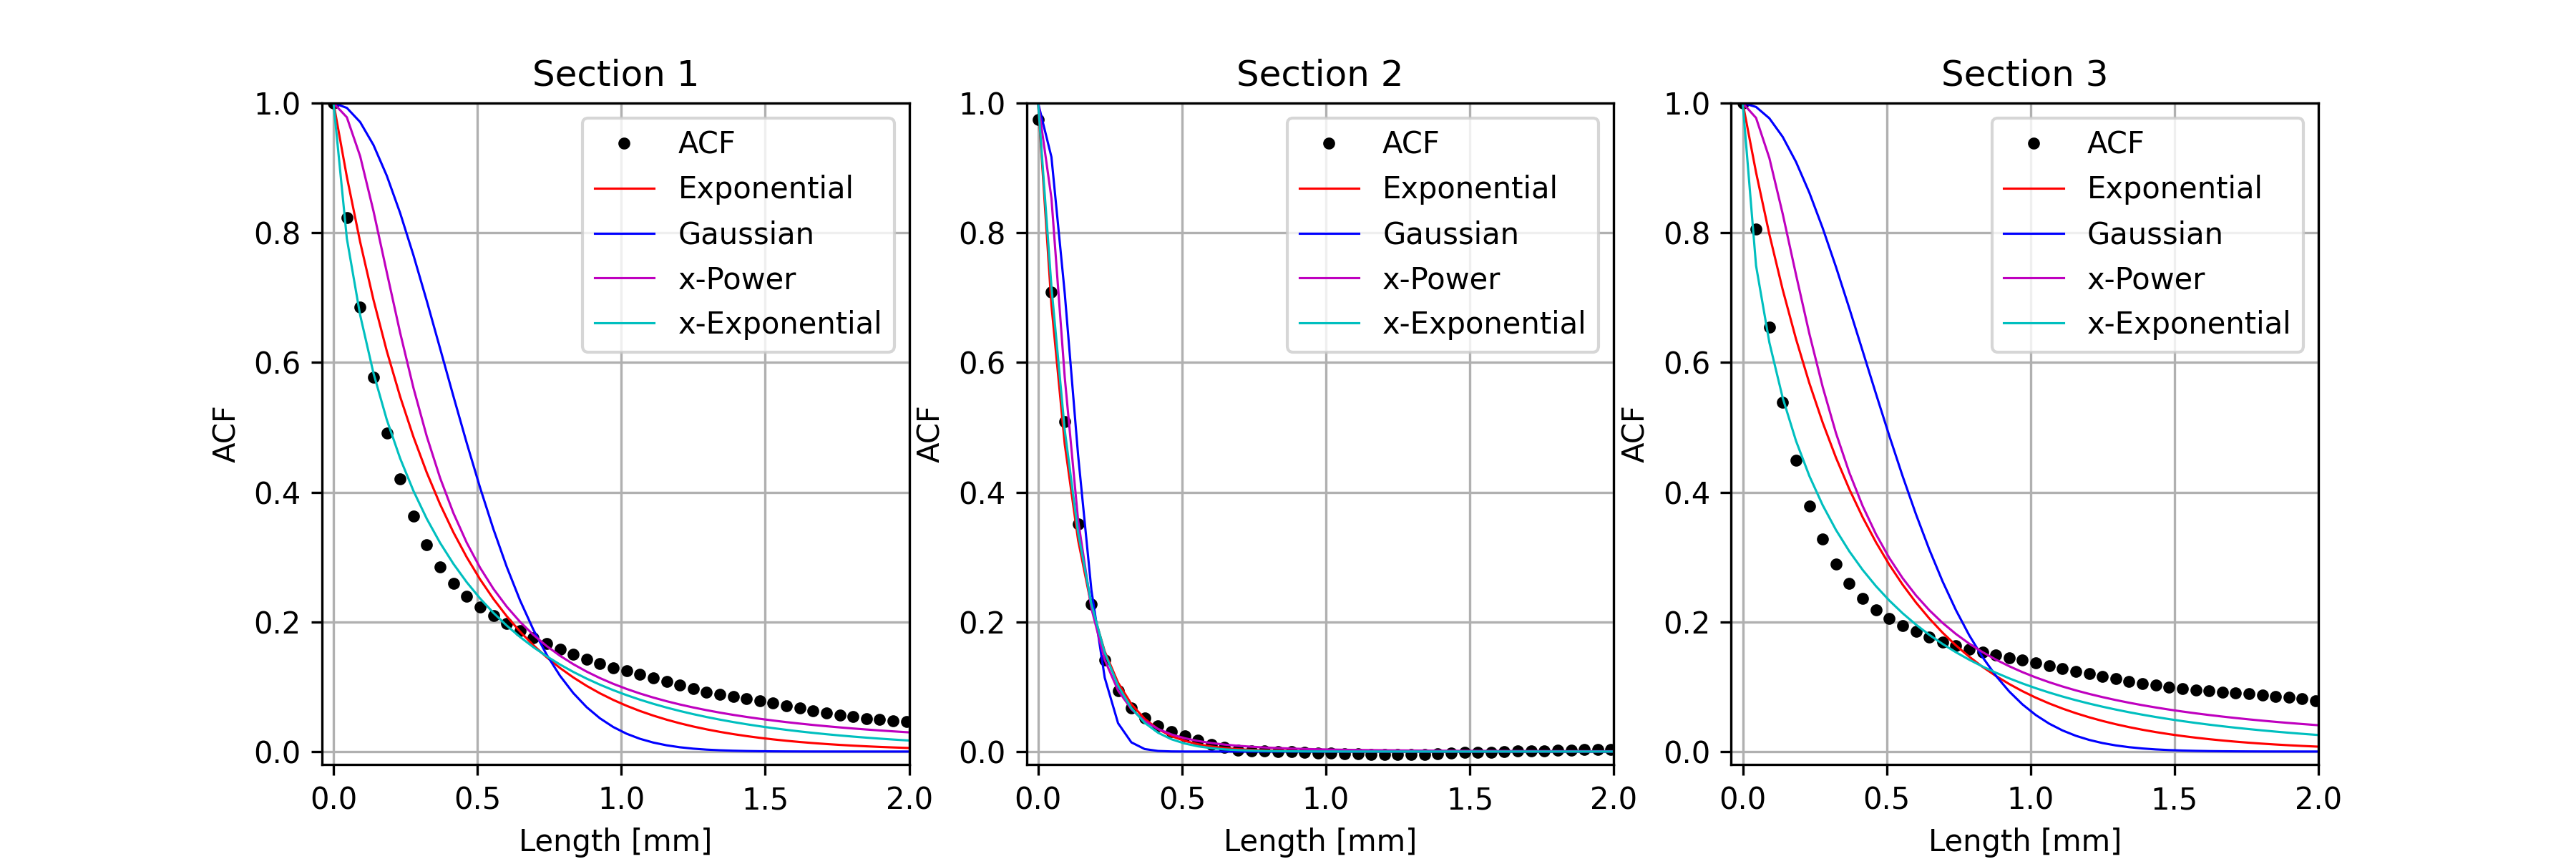 Section 1
1.0
0.8
0.6
0.4
0.2
0.0
ACF
0.0 0.5 1.0 1.5 2.0
Length [mm]
ACF
Exponential
Gaussian
x-Power
x-Exponential
Section 2
1.0
0.8
0.6
0.4
0.2
0.0
ACF
0.0 0.5 1.0 1.5 2.0
Length [mm]
ACF
Exponential
Gaussian
x-Power
x-Exponential
Section 3
1.0
0.8
0.6
0.4
0.2
0.0
ACF
0.0 0.5 1.0 1.5 2.0
Length [mm]
ACF
Exponential
Gaussian
x-Power
x-Exponential